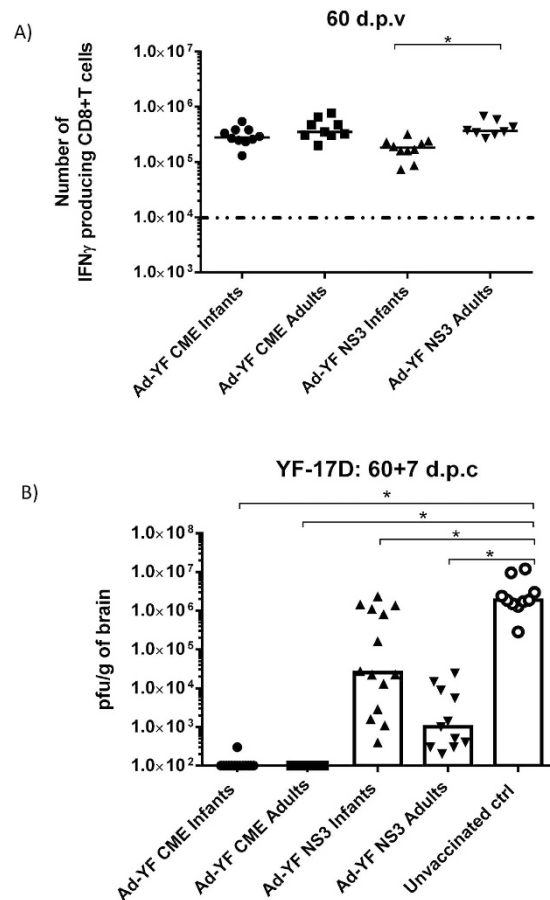 A)
60 d.p.v
*
Number of
IFNγ producing CD8+T cells
1.0×10⁷
1.0×10⁶
1.0×10⁵
1.0×10⁴
1.0×10³
Ad-YF CME Infants
Ad-YF CME Adults
Ad-YF NS3 Infants
Ad-YF NS3 Adults
B)
YF-17D: 60+7 d.p.c
*
*
*
*
pfu/g of brain
1.0×10⁸
1.0×10⁷
1.0×10⁶
1.0×10⁵
1.0×10⁴
1.0×10³
1.0×10²
Ad-YF CME Infants
Ad-YF CME Adults
Ad-YF NS3 Infants
Ad-YF NS3 Adults
Unvaccinated ctrl